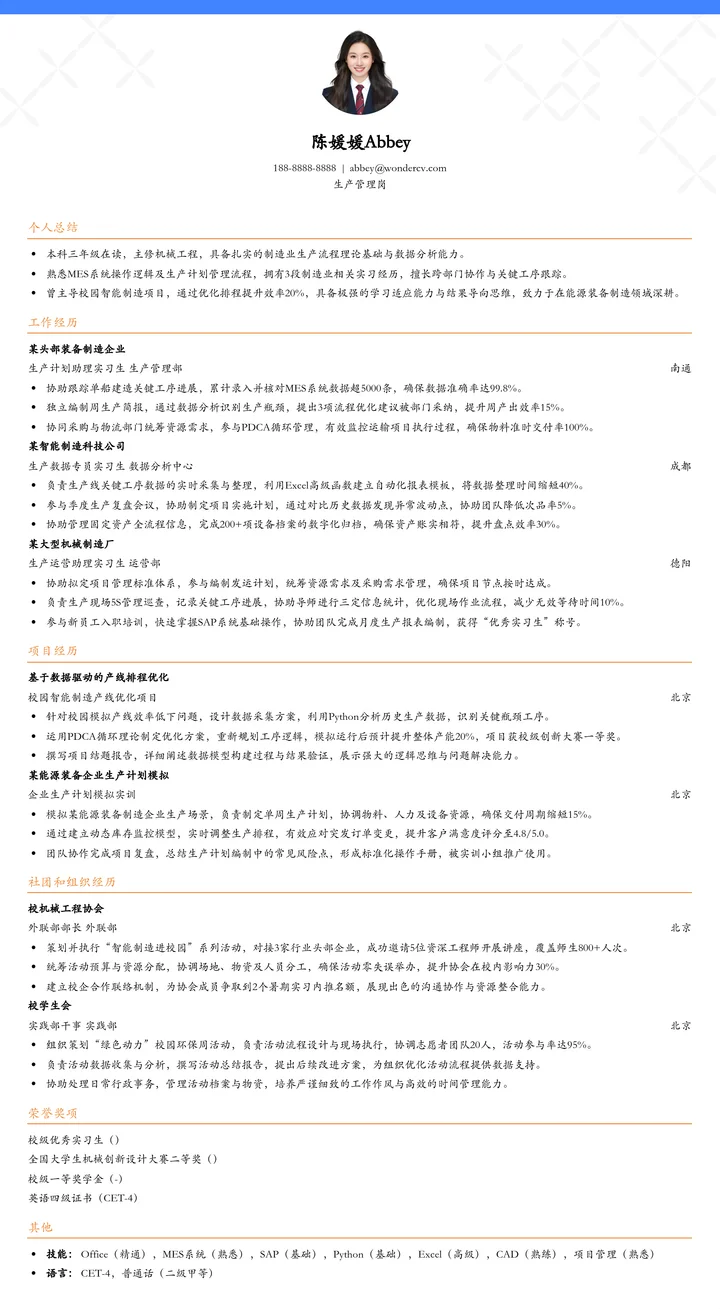 陈媛媛Abbey
188-8888-8888 | abbey@wondercv.com
生产管理岗
个人总结
• 本科三年级在读，主修机械工程，具备扎实的制造业生产流程理论基础与数据分析能力。
• 熟悉MES系统操作逻辑及生产计划管理流程，拥有3段制造业相关实习经历，擅长跨部门协作与关键工序跟踪。
• 曾主导校园智能制造项目，通过优化排程提升效率20%，具备极强的学习适应能力与结果导向思维，致力于在能源装备制造领域深耕。
工作经历
某头部装备制造企业
生产计划助理实习生 生产管理部 南通
• 协助跟踪单船建造关键工序进展，累计录入并核对MES系统数据超5000条，确保数据准确率达99.8%。
• 独立编制周生产简报，通过数据分析识别生产瓶颈，提出3项流程优化建议被部门采纳，提升周产出效率15%。
• 协同采购与物流部门统筹资源需求，参与PDCA循环管理，有效监控运输项目执行过程，确保物料准时交付率100%。
某智能制造科技公司
生产数据专员实习生 数据分析中心 成都
• 负责生产线关键工序数据的实时采集与整理，利用Excel高级函数建立自动化报表模板，将数据整理时间缩短40%。
• 参与季度生产复盘会议，协助制定项目实施计划，通过对比历史数据发现异常波动点，协助团队降低次品率5%。
• 协助管理固定资产全流程信息，完成200+项设备档案的数字化归档，确保资产账实相符，提升盘点效率30%。
某大型机械制造厂
生产运营助理实习生 运营部 德阳
• 协助拟定项目管理标准体系，参与编制发运计划，统筹资源需求及采购需求管理，确保项目节点按时达成。
• 负责生产现场5S管理巡查，记录关键工序进展，协助导师进行三定信息统计，优化现场作业流程，减少无效等待时间10%。
• 参与新员工入职培训，快速掌握SAP系统基础操作，协助团队完成月度生产报表编制，获得“优秀实习生”称号。
项目经历
基于数据驱动的产线排程优化
校园智能制造产线优化项目 北京
• 针对校园模拟产线效率低下问题，设计数据采集方案，利用Python分析历史生产数据，识别关键瓶颈工序。
• 运用PDCA循环理论制定优化方案，重新规划工序逻辑，模拟运行后预计提升整体产能20%，项目获校级创新大赛一等奖。
• 撰写项目结题报告，详细阐述数据模型构建过程与结果验证，展示强大的逻辑思维与问题解决能力。
某能源装备企业生产计划模拟
企业生产计划模拟实训 北京
• 模拟某能源装备制造企业生产场景，负责制定单周生产计划，协调物料、人力及设备资源，确保交付周期缩短15%。
• 通过建立动态库存监控模型，实时调整生产排程，有效应对突发订单变更，提升客户满意度评分至4.8/5.0。
• 团队协作完成项目复盘，总结生产计划编制中的常见风险点，形成标准化操作手册，被实训小组推广使用。
社团和组织经历
校机械工程协会
外联部部长 外联部 北京
• 策划并执行“智能制造进校园”系列活动，对接3家行业头部企业，成功邀请5位资深工程师开展讲座，覆盖师生800+人次。
• 统筹活动预算与资源分配，协调场地、物资及人员分工，确保活动零失误举办，提升协会在校内影响力30%。
• 建立校企合作联络机制，为协会成员争取到2个暑期实习内推名额，展现出色的沟通协作与资源整合能力。
校学生会
实践部干事 实践部 北京
• 组织策划“绿色动力”校园环保周活动，负责活动流程设计与现场执行，协调志愿者团队20人，活动参与率达95%。
• 负责活动数据收集与分析，撰写活动总结报告，提出后续改进方案，为组织优化活动流程提供数据支持。
• 协助处理日常行政事务，管理活动档案与物资，培养严谨细致的工作作风与高效的时间管理能力。
荣誉奖项
校级优秀实习生（）
全国大学生机械创新设计大赛二等奖（）
校级一等奖学金（-）
英语四级证书（CET-4）
其他
• 技能： Office（精通），MES系统（熟悉），SAP（基础），Python（基础），Excel（高级），CAD（熟练），项目管理（熟悉）
• 语言： CET-4，普通话（二级甲等）